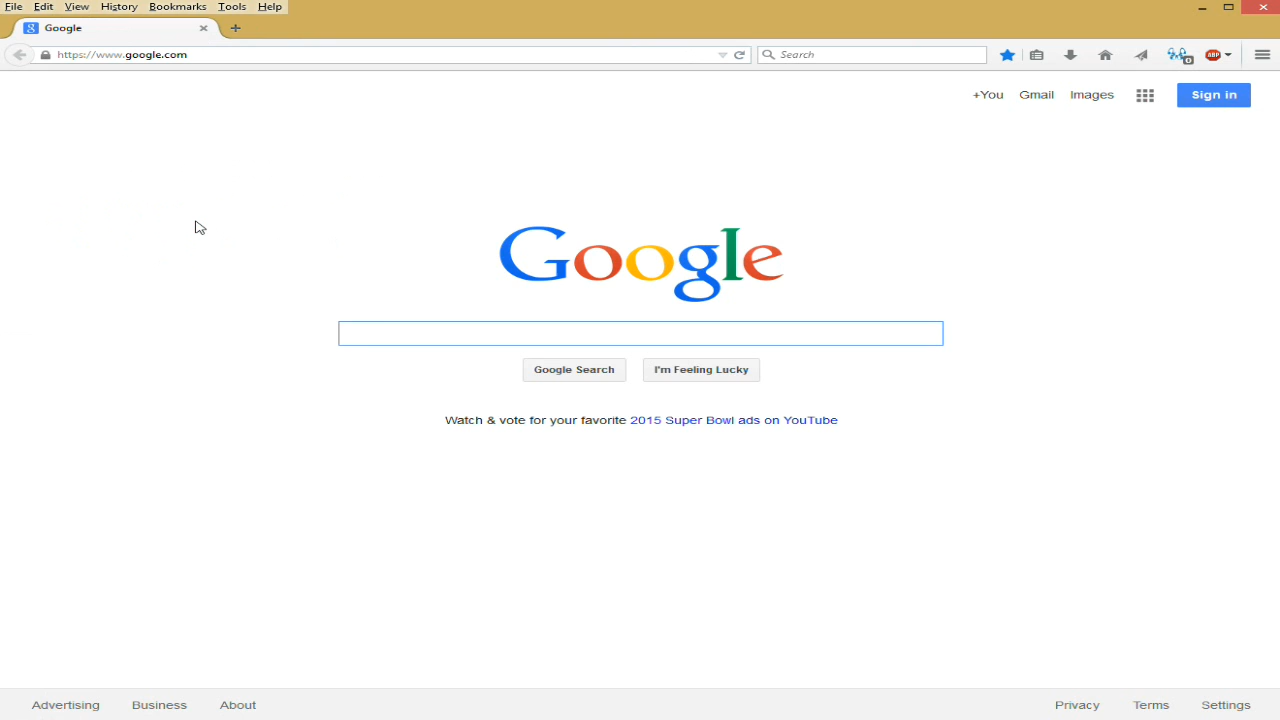 File Edit View History Bookmarks Tools Help
Google
https://www.google.com Search 0 ABP
+You Gmail Images Sign in
Google
Google Search I'm Feeling Lucky
Watch & vote for your favorite 2015 Super Bowl ads on YouTube
Advertising Business About Privacy Terms Settings